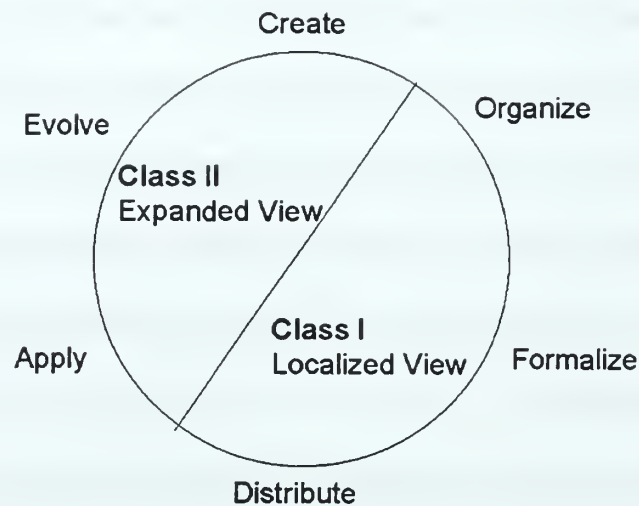 Create
Organize
Evolve
Class II
Expanded View
Class I
Localized View
Apply
Formalize
Distribute